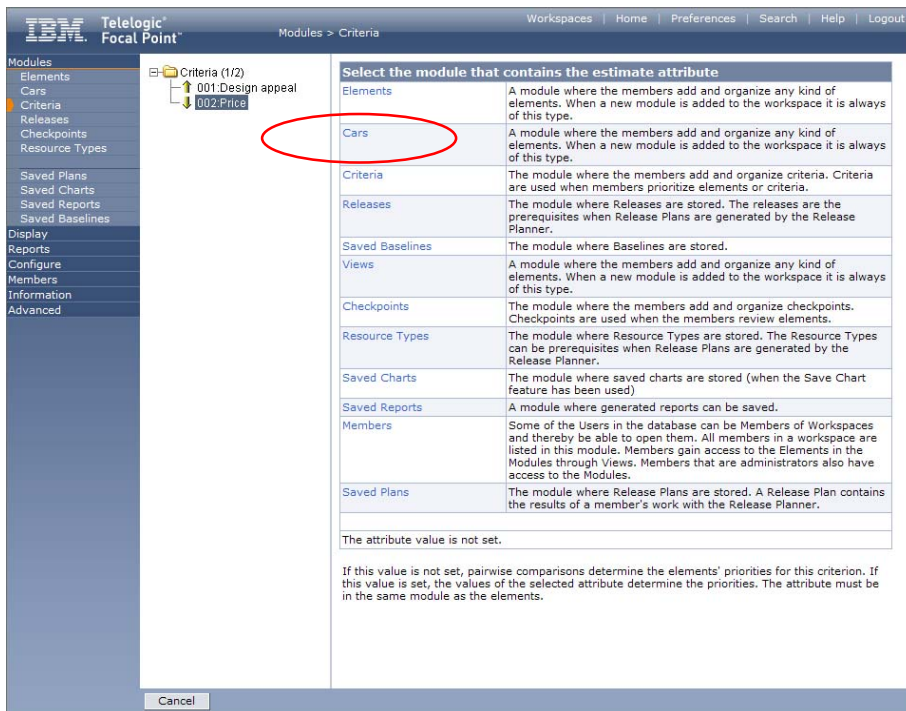 IBM. Telelogic® Focal Point™
Modules > Criteria
Workspaces | Home | Preferences | Search | Help | Logout
Modules
Elements
Cars
Criteria
Releases
Checkpoints
Resource Types
Saved Plans
Saved Charts
Saved Reports
Saved Baselines
Display
Reports
Configure
Members
Information
Advanced
Criteria (1/2)
001:Design appeal
002:Price
Select the module that contains the estimate attribute
Elements
A module where the members add and organize any kind of
elements. When a new module is added to the workspace it is always
of this type.
Cars
A module where the members add and organize any kind of
elements. When a new module is added to the workspace it is always
of this type.
Criteria
The module where the members add and organize criteria. Criteria
are used when members prioritize elements or criteria.
Releases
The module where Releases are stored. The releases are the
prerequisites when Release Plans are generated by the Release
Planner.
Saved Baselines
The module where Baselines are stored.
Views
A module where the members add and organize any kind of
elements. When a new module is added to the workspace it is always
of this type.
Checkpoints
The module where the members add and organize checkpoints.
Checkpoints are used when the members review elements.
Resource Types
The module where Resource Types are stored. The Resource Types
can be prerequisites when Release Plans are generated by the
Release Planner.
Saved Charts
The module where saved charts are stored (when the Save Chart
feature has been used)
Saved Reports
A module where generated reports can be saved.
Members
Some of the Users in the database can be Members of Workspaces
and thereby be able to open them. All members in a workspace are
listed in this module. Members gain access to the Elements in the
Modules through Views. Members that are administrators also have
access to the Modules.
Saved Plans
The module where Release Plans are stored. A Release Plan contains
the results of a member's work with the Release Planner.
The attribute value is not set.
If this value is not set, pairwise comparisons determine the elements' priorities for this criterion. If
this value is set, the values of the selected attribute determine the priorities. The attribute must be
in the same module as the elements.
Cancel